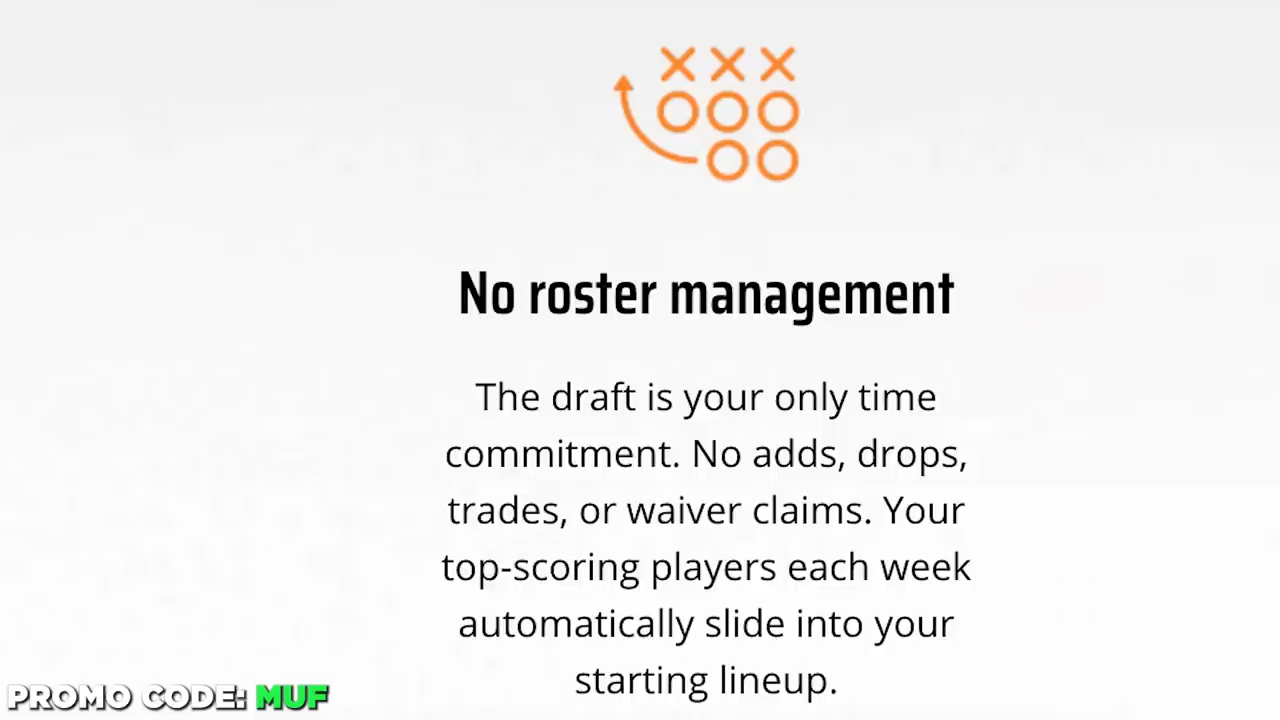 No roster management
The draft is your only time
commitment. No adds, drops,
trades, or waiver claims. Your
top-scoring players each week
automatically slide into your
starting lineup.
PROMO CODE: MUF